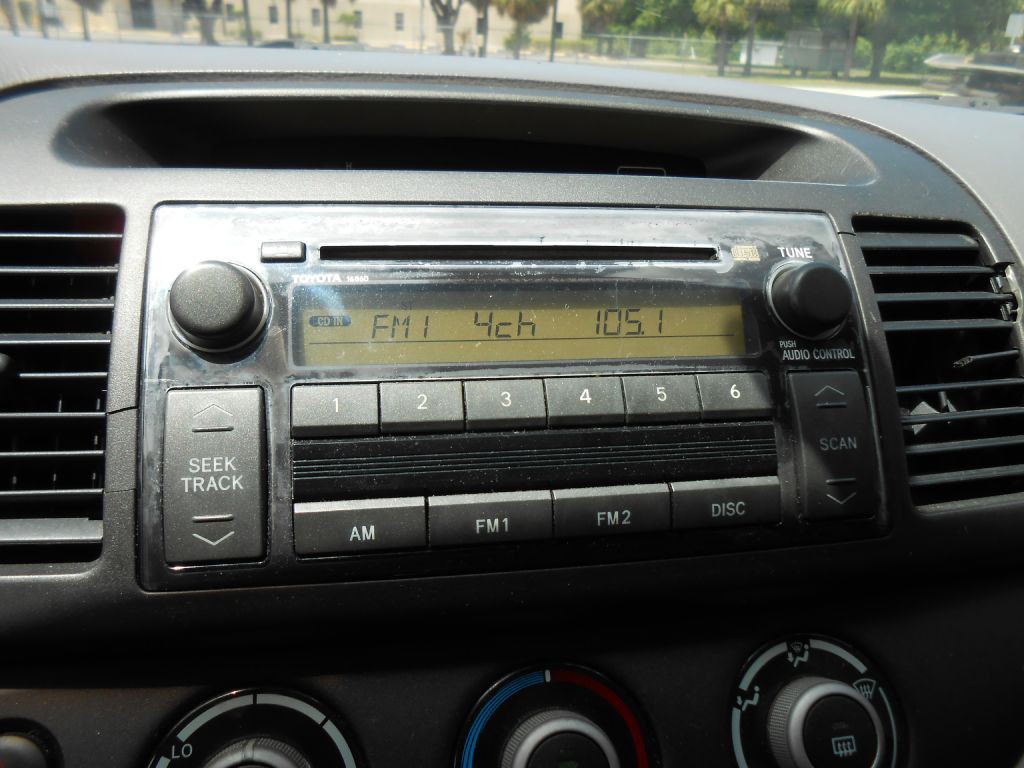 TUNE
TOYOTA 16860
CD IN FM1 4ch 105.1
PUSH
AUDIO CONTROL
1 2 3 4 5 6
SEEK
TRACK
SCAN
AM FM1 FM2 DISC
LO